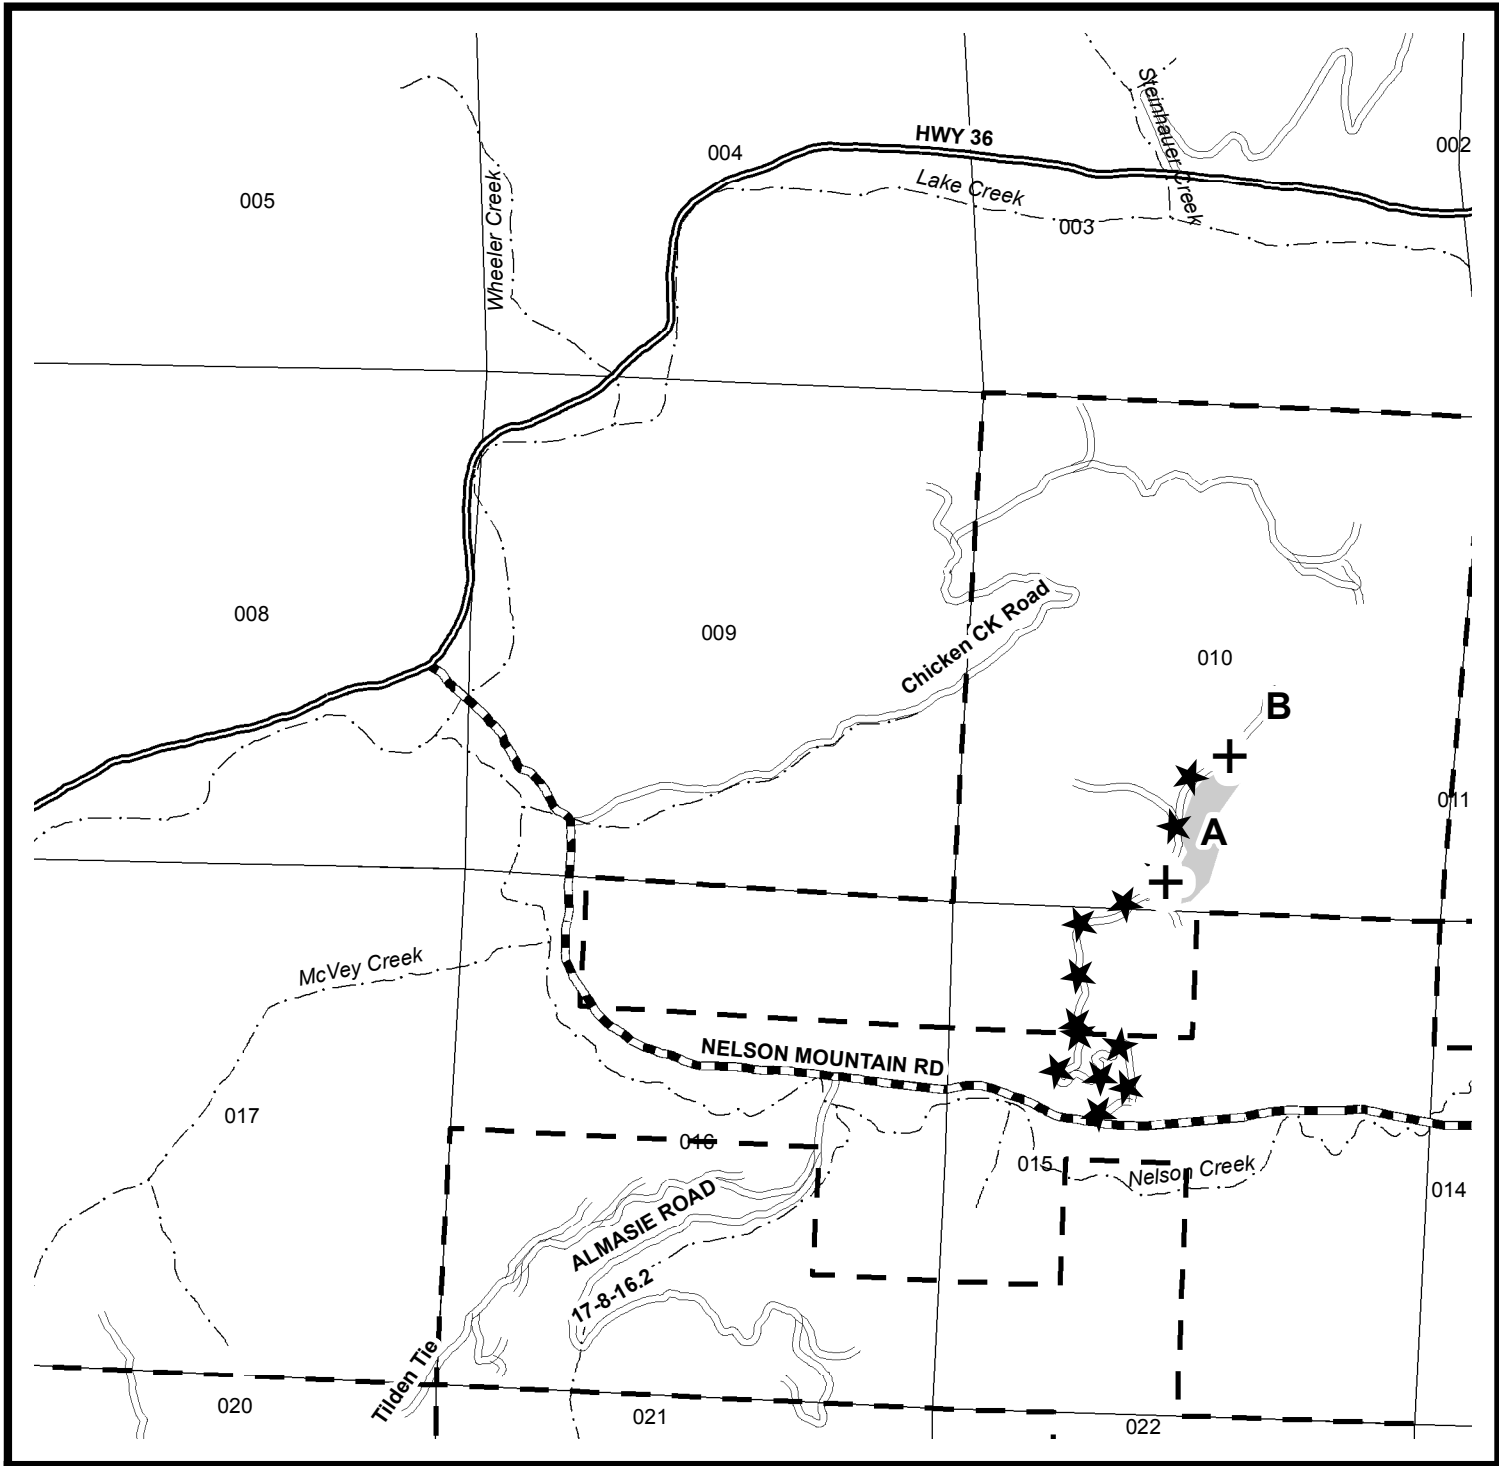 HWY 36
Steinhauer Creek
002
004
005
Wheeler Creek
Lake Creek
003
008
009
Chicken CK Road
010
B
011
A
McVey Creek
NELSON MOUNTAIN RD
017
016
015
Nelson Creek
014
ALMASIE ROAD
17-8-16.2
Tilden Tie
020
021
022